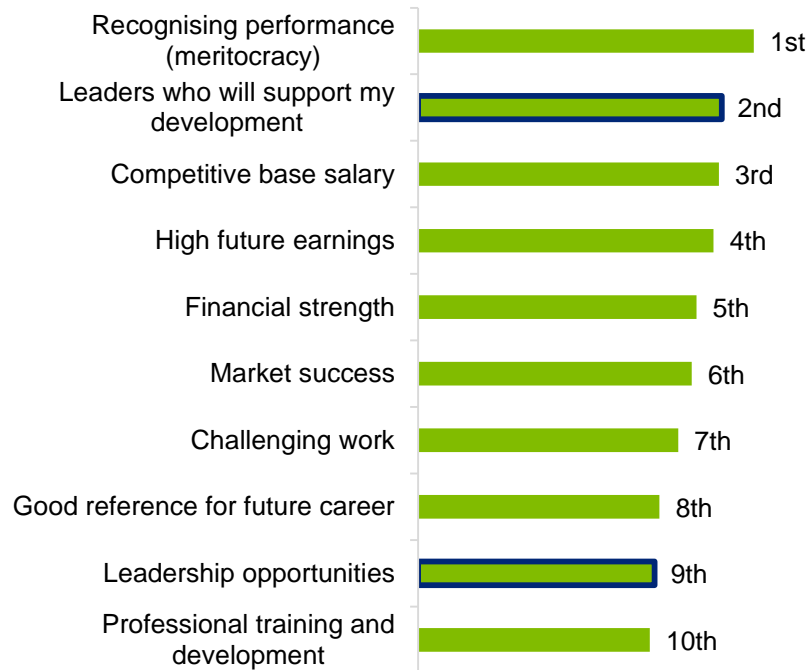 Recognising performance
(meritocracy)
1st
Leaders who will support my
development
2nd
Competitive base salary
3rd
High future earnings
4th
Financial strength
5th
Market success
6th
Challenging work
7th
Good reference for future career
8th
Leadership opportunities
9th
Professional training and
development
10th